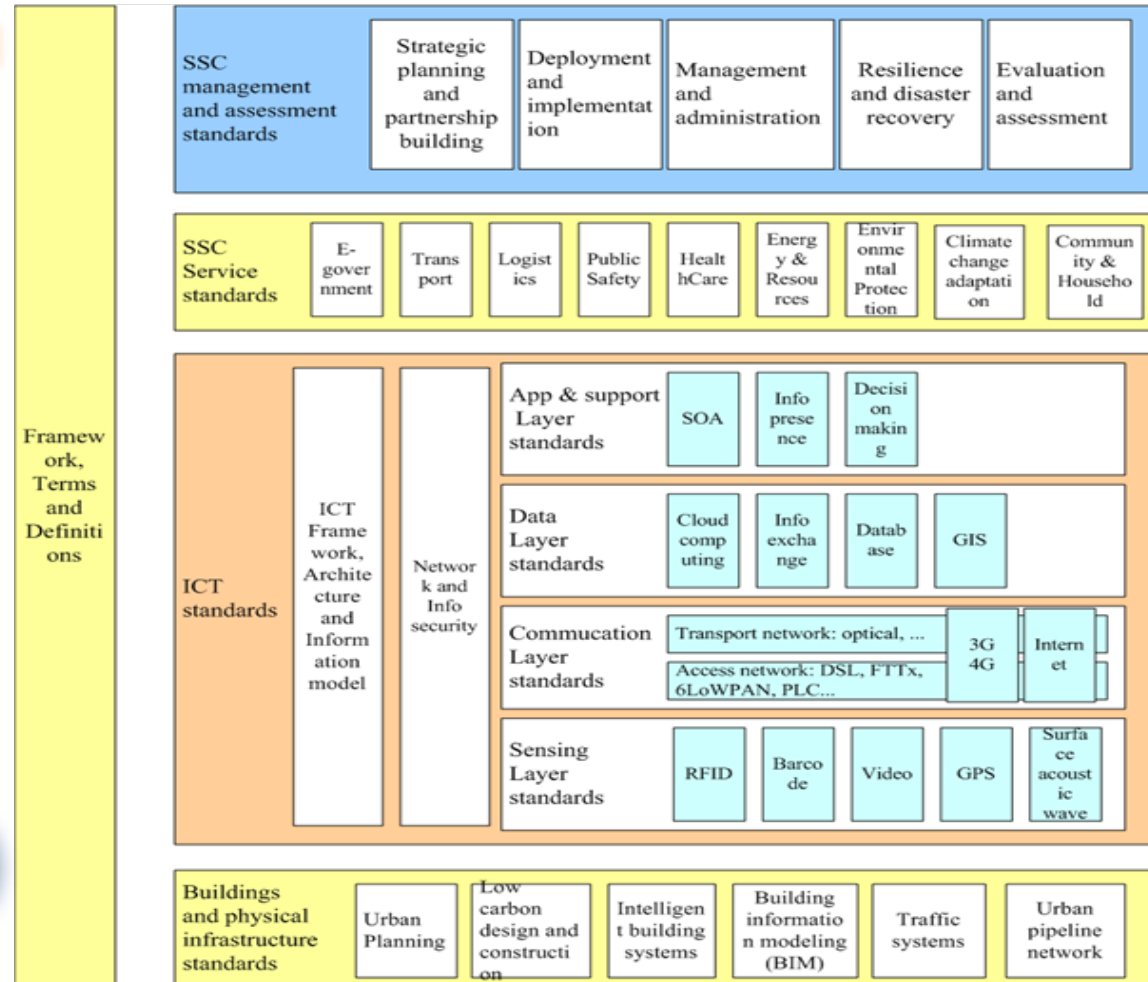 Framew
ork,
Terms
and
Definiti
ons
SSC
management
and assessment
standards
Strategic
planning
and
partnership
building
Deployment
and
implementat
ion
Management
and
administration
Resilience
and disaster
recovery
Evaluation
and
assessment
SSC
Service
standards
E-
gover
nment
Trans
port
Logist
ics
Public
Safety
Healt
hCare
Energ
y &
Resou
rces
Envir
onme
ntal
Protec
tion
Climate
change
adaptati
on
Commun
ity &
Househo
ld
ICT
standards
ICT
Frame
work,
Archite
cture
and
Inform
ation
model
Networ
k and
Info
security
App & support
Layer
standards
SOA
Info
prese
nce
Decisi
on
makin
g
Data
Layer
standards
Cloud
comp
uting
Info
excha
nge
Datab
ase
GIS
Commucation
Layer
standards
Transport network: optical, ...
Access network: DSL, FTTx,
6LoWPAN, PLC...
3G
4G
Intern
et
Sensing
Layer
standards
RFID
Barco
de
Video
GPS
Surfa
ce
acoust
ic
wave
Buildings
and physical
infrastructure
standards
Urban
Planning
Low
carbon
design and
constructi
on
Intelligen
t building
systems
Building
informatio
n modeling
(BIM)
Traffic
systems
Urban
pipeline
network